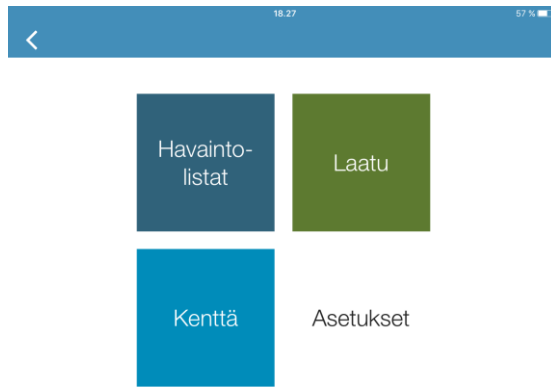 18.27
57 %
Havainto-
listat
Laatu
Kenttä
Asetukset